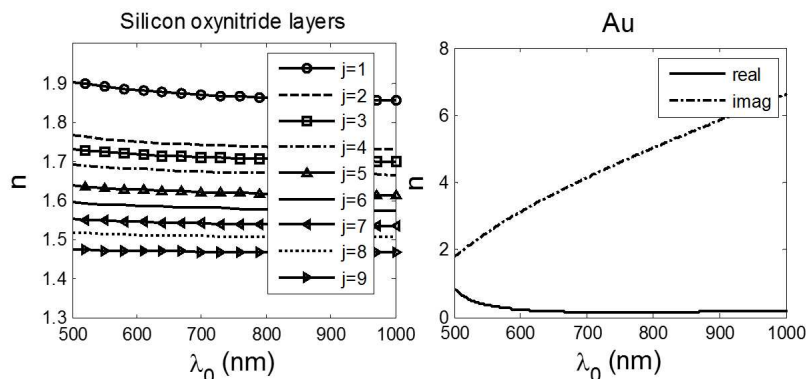 Silicon oxynitride layers
n
1.9
1.8
1.7
1.6
1.5
1.4
1.3
500 600 700 800 900 1000
λ0 (nm)
j=1
j=2
j=3
j=4
j=5
j=6
j=7
j=8
j=9
Au
n
8
6
4
2
0
500 600 700 800 900 1000
λ0 (nm)
real
imag